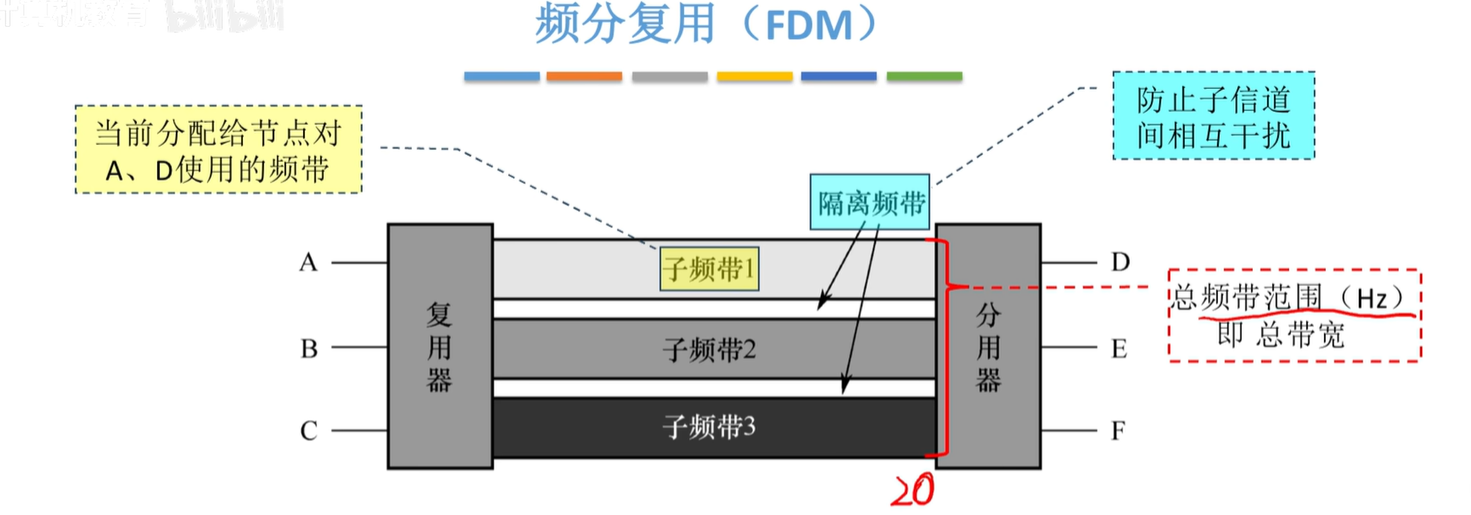 bilibili
频分复用（FDM）
当前分配给节点对
A、D使用的频带
防止子信道
间相互干扰
隔离频带
A
子频带1
D
总频带范围（Hz）
即 总带宽
复用器
分用器
B
子频带2
E
C
子频带3
F
20